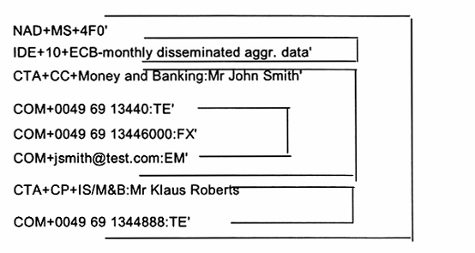 NAD+MS+4F0'
IDE+10+ECB-monthly disseminated aggr. data'
CTA+CC+Money and Banking:Mr John Smith'
COM+0049 69 13440:TE'
COM+0049 69 13446000:FX'
COM+jsmith@test.com:EM'
CTA+CP+IS/M&B:Mr Klaus Roberts
COM+0049 69 1344888:TE'